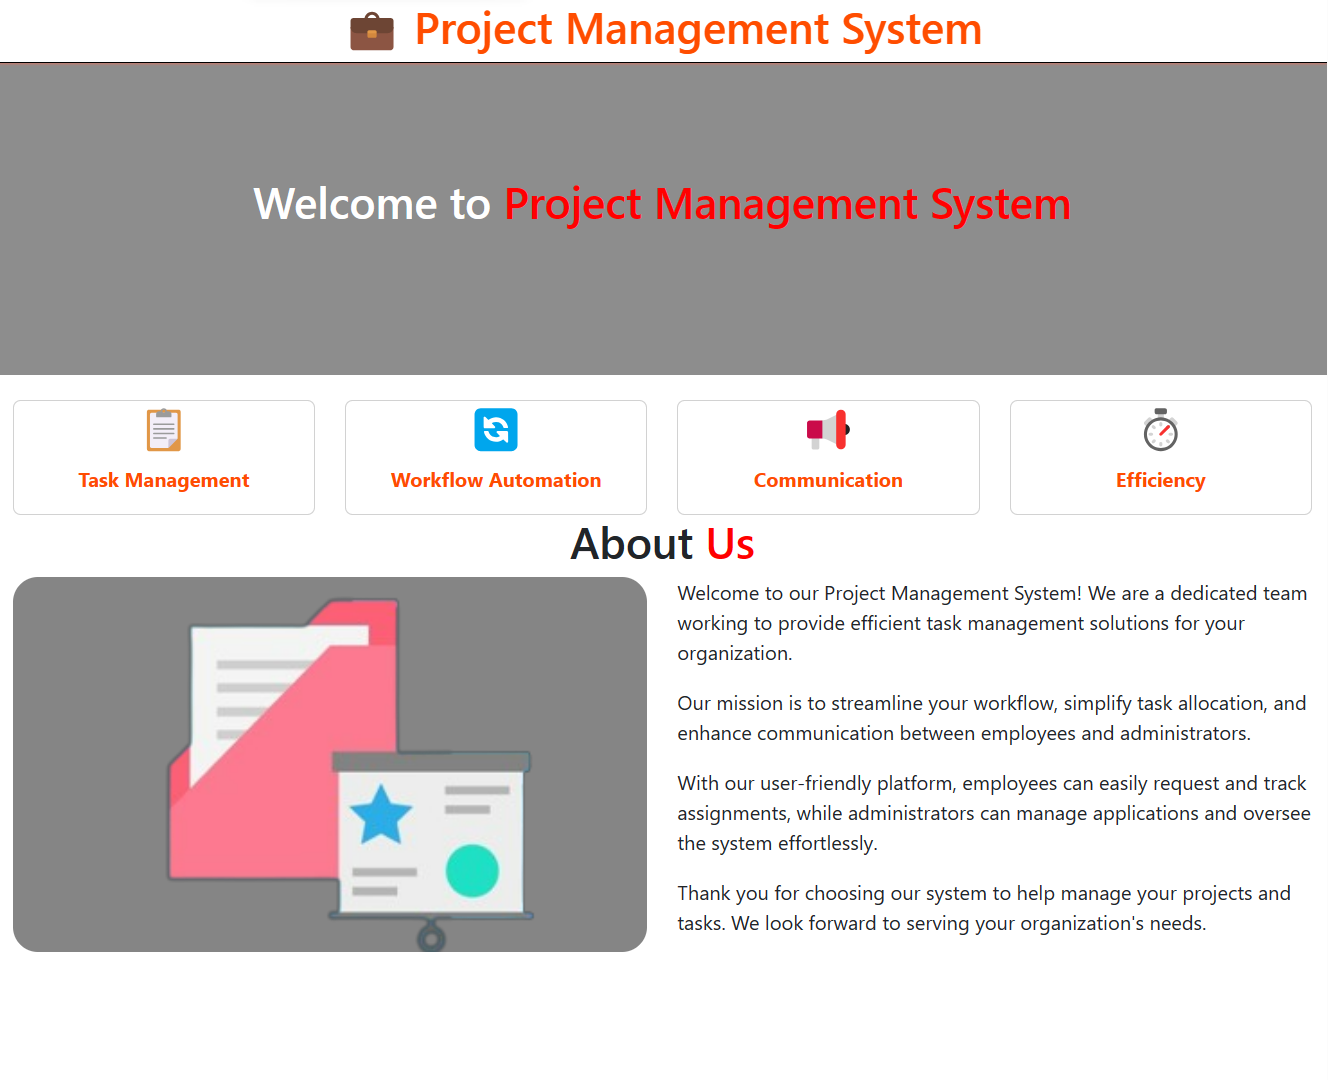 Project Management System
Welcome to Project Management System
Task Management
Workflow Automation
Communication
Efficiency
About Us
Welcome to our Project Management System! We are a dedicated team
working to provide efficient task management solutions for your
organization.
Our mission is to streamline your workflow, simplify task allocation, and
enhance communication between employees and administrators.
With our user-friendly platform, employees can easily request and track
assignments, while administrators can manage applications and oversee
the system effortlessly.
Thank you for choosing our system to help manage your projects and
tasks. We look forward to serving your organization's needs.